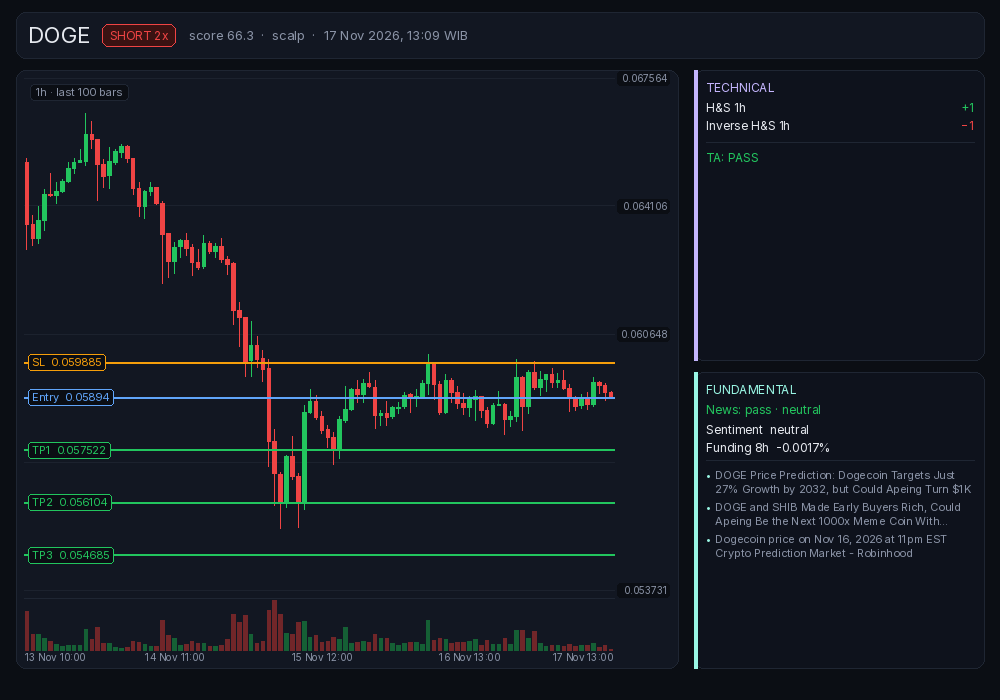 DOGE SHORT 2x score 66.3 · scalp · 17 Nov 2026, 13:09 WIB
1h · last 100 bars
0.067564
0.064106
0.060648
SL 0.059885
Entry 0.05894
TP1 0.057522
TP2 0.056104
TP3 0.054685
0.053731
13 Nov 10:00 14 Nov 11:00 15 Nov 12:00 16 Nov 13:00 17 Nov 13:00
TECHNICAL
H&S 1h +1
Inverse H&S 1h −1
TA: PASS
FUNDAMENTAL
News: pass · neutral
Sentiment neutral
Funding 8h -0.0017%
• DOGE Price Prediction: Dogecoin Targets Just
27% Growth by 2032, but Could Apeing Turn $1K
• DOGE and SHIB Made Early Buyers Rich, Could
Apeing Be the Next 1000x Meme Coin With…
• Dogecoin price on Nov 16, 2026 at 11pm EST
Crypto Prediction Market - Robinhood